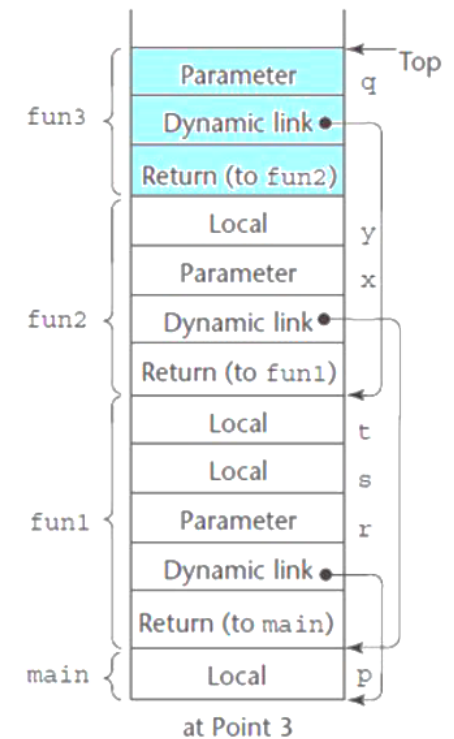 Top
Parameter q
fun3 Dynamic link
Return (to fun2)
Local y
Parameter x
fun2 Dynamic link
Return (to fun1)
Local t
Local s
fun1 Parameter r
Dynamic link
Return (to main)
main Local p
at Point 3